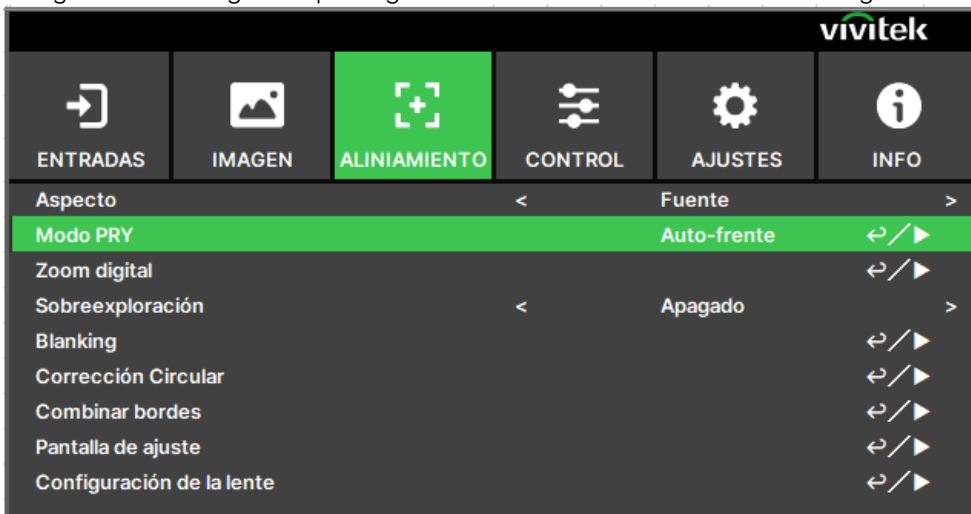 vivitek
ENTRADAS IMAGEN ALINIAMIENTO CONTROL AJUSTES INFO
Aspecto < Fuente >
Modo PRY Auto-frente
Zoom digital
Sobreexploración < Apagado >
Blanking
Corrección Circular
Combinar bordes
Pantalla de ajuste
Configuración de la lente